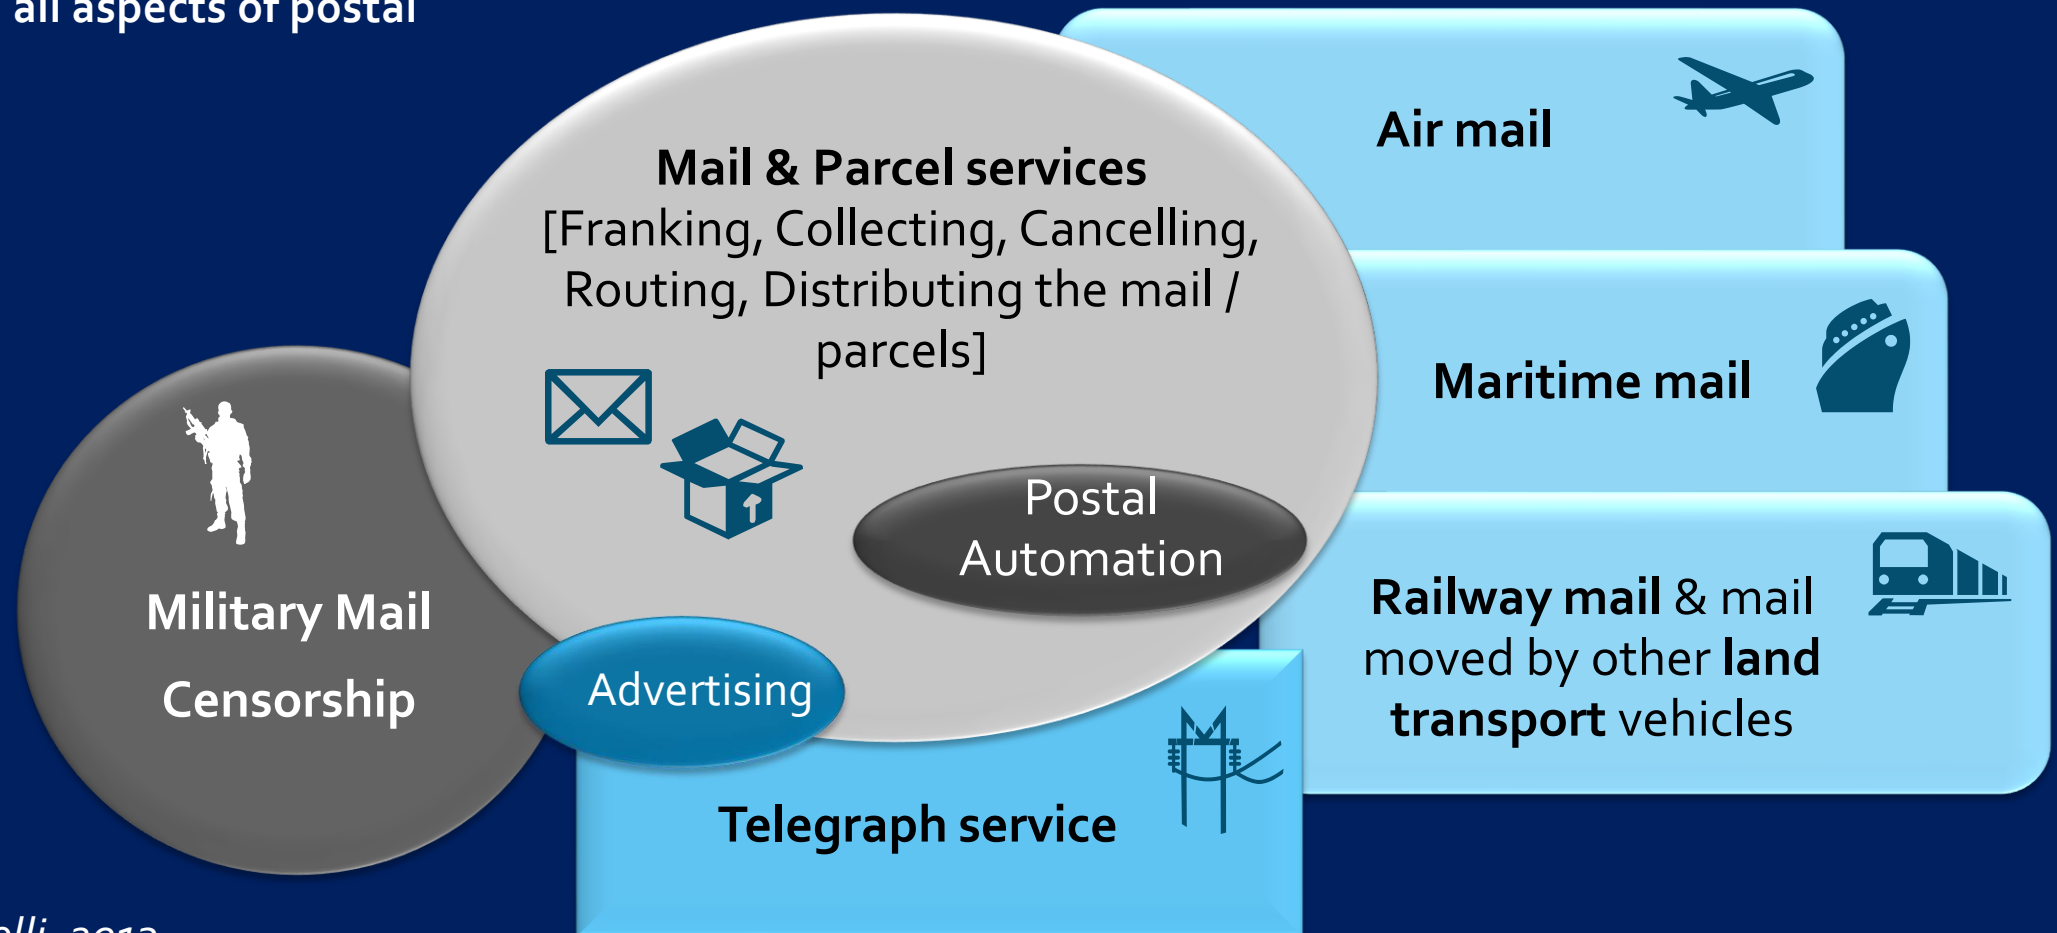 all aspects of postal
Air mail
Mail & Parcel services
[Franking, Collecting, Cancelling,
Routing, Distributing the mail /
parcels]
Maritime mail
Postal
Automation
Railway mail & mail
moved by other land
transport vehicles
Military Mail
Censorship
Advertising
Telegraph service